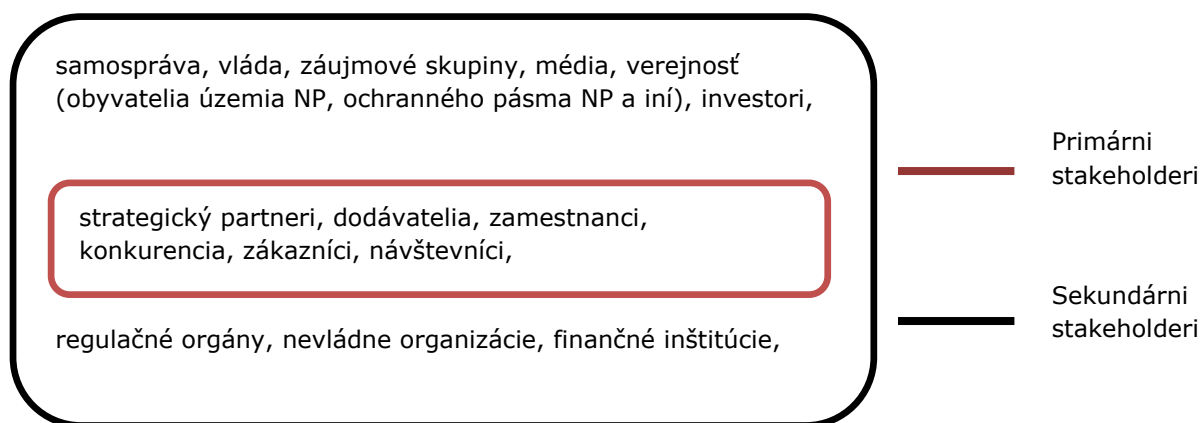 samospráva, vláda, záujmové skupiny, média, verejnosť
(obyvatelia územia NP, ochranného pásma NP a iní), investori,
strategický partneri, dodávatelia, zamestnanci,
konkurencia, zákazníci, návštevníci,
regulačné orgány, nevládne organizácie, finančné inštitúcie,
Primárni
stakeholderi
Sekundárni
stakeholderi